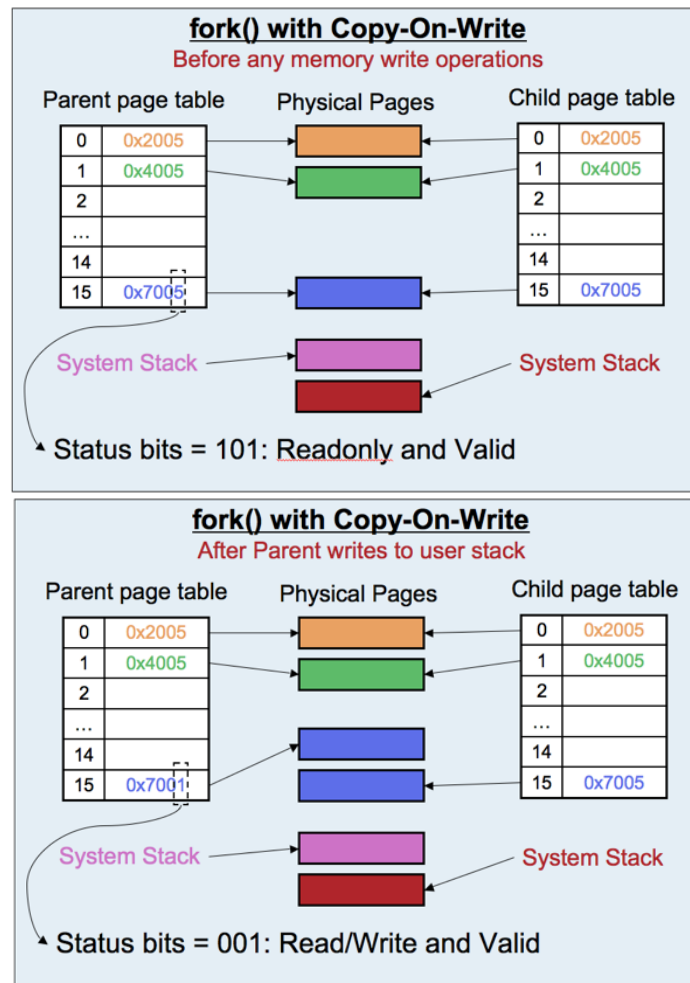 fork() with Copy-On-Write
Before any memory write operations
Parent page table
Physical Pages
Child page table
0 0x2005
1 0x4005
2
...
14
15 0x7005
0 0x2005
1 0x4005
2
...
14
15 0x7005
System Stack
System Stack
Status bits = 101: Readonly and Valid
fork() with Copy-On-Write
After Parent writes to user stack
Parent page table
Physical Pages
Child page table
0 0x2005
1 0x4005
2
...
14
15 0x7001
0 0x2005
1 0x4005
2
...
14
15 0x7005
System Stack
System Stack
Status bits = 001: Read/Write and Valid